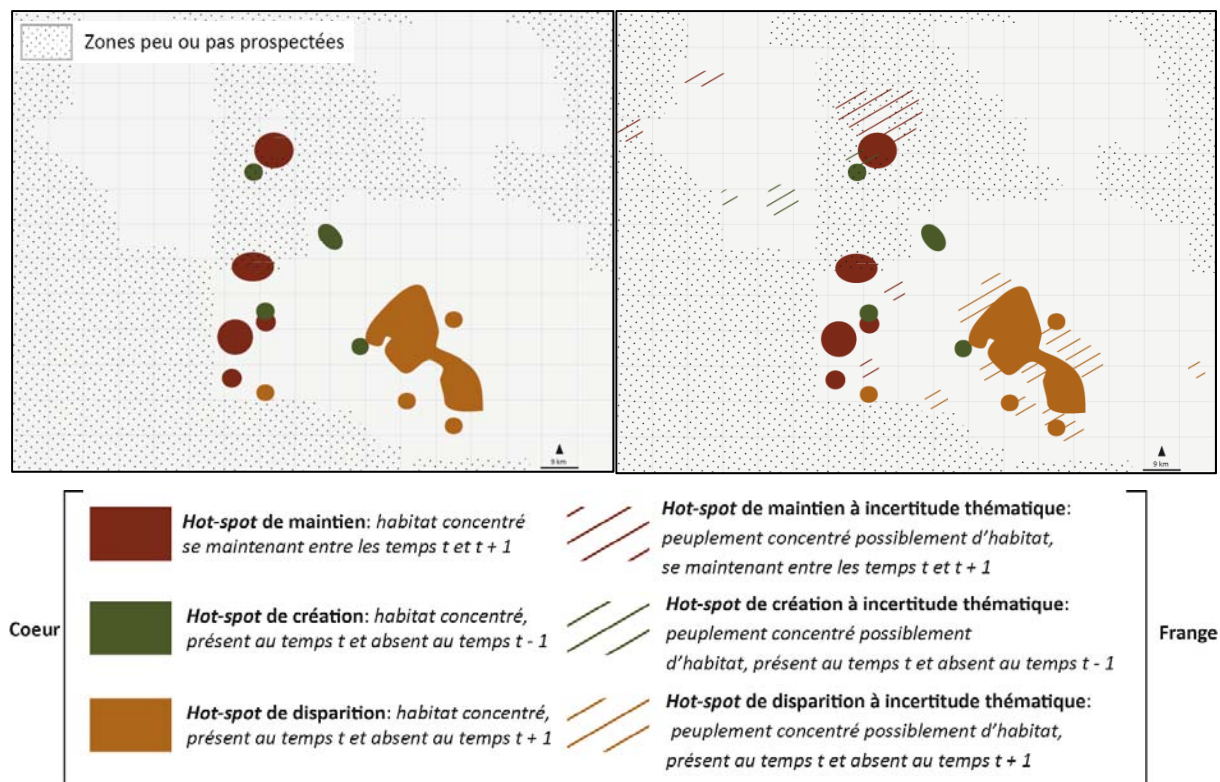 Zones peu ou pas prospectées
9 km
9 km
Coeur
Hot-spot de maintien: habitat concentré
se maintenant entre les temps t et t + 1
Hot-spot de création: habitat concentré,
présent au temps t et absent au temps t - 1
Hot-spot de disparition: habitat concentré,
présent au temps t et absent au temps t + 1
Hot-spot de maintien à incertitude thématique:
peuplement concentré possiblement d'habitat,
se maintenant entre les temps t et t + 1
Hot-spot de création à incertitude thématique:
peuplement concentré possiblement
d'habitat, présent au temps t et absent au temps t - 1
Hot-spot de disparition à incertitude thématique:
peuplement concentré possiblement d'habitat,
présent au temps t et absent au temps t + 1
Frange